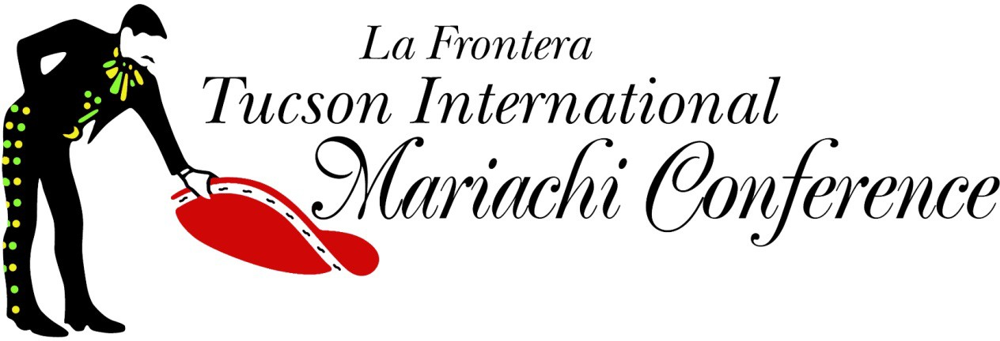 La Frontera
Tucson International
Mariachi Conference